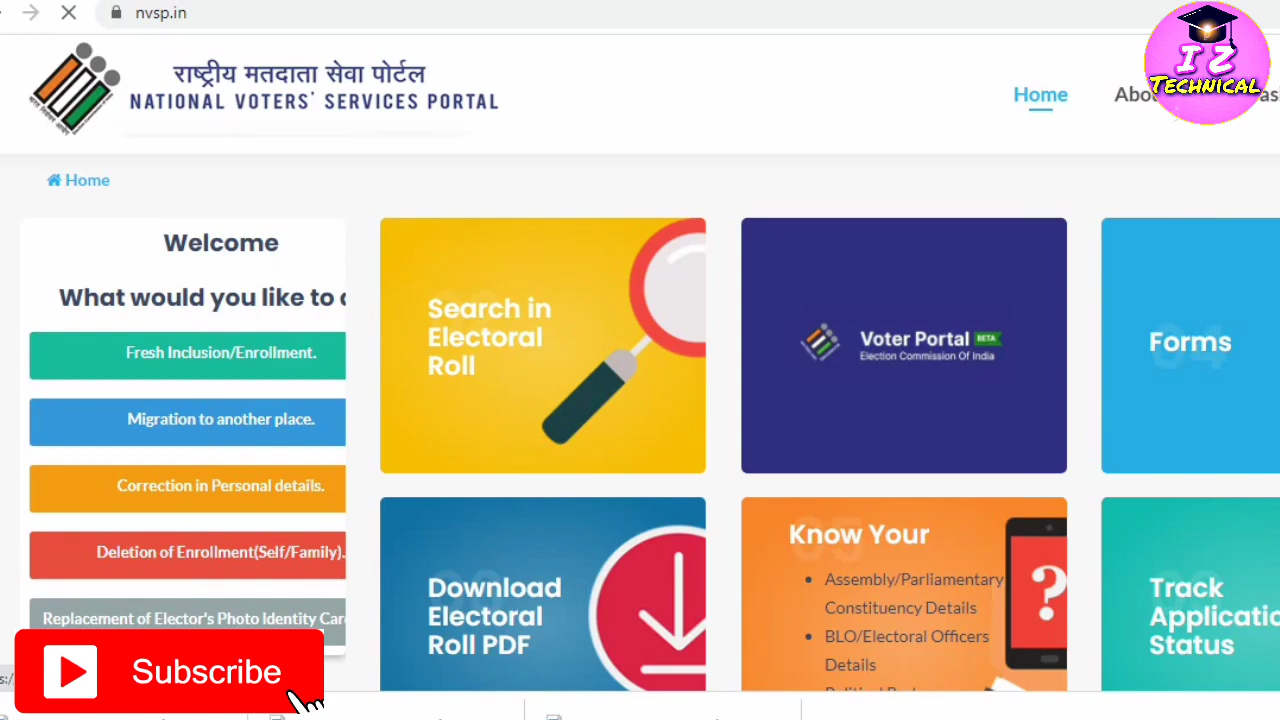 nvsp.in
राष्ट्रीय मतदाता सेवा पोर्टल
NATIONAL VOTERS' SERVICES PORTAL
Home
Abo
I Z
TECHNICAL
Home
Welcome
What would you like to
Fresh Inclusion/Enrollment.
Migration to another place.
Correction in Personal details.
Deletion of Enrollment(Self/Family).
Replacement of Elector's Photo Identity Car
Search in
Electoral
Roll
Voter Portal BETA
Election Commission Of India
04
Forms
Download
Electoral
Roll PDF
05
Know Your
• Assembly/Parliamentary
Constituency Details
• BLO/Electoral Officers
Details
?
Track
Applicatio
Status
Subscribe